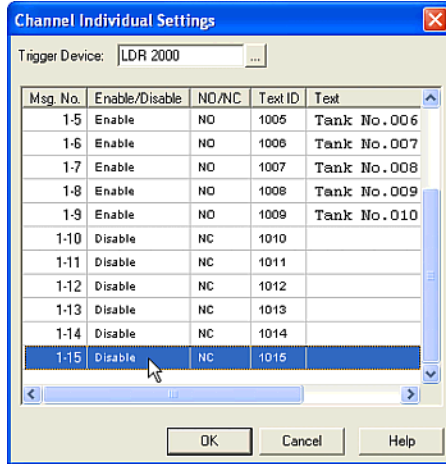 Channel Individual Settings
Trigger Device: LDR 2000 ...
Msg. No. Enable/Disable NO/NC Text ID Text
1-5 Enable NO 1005 Tank No.006
1-6 Enable NO 1006 Tank No.007
1-7 Enable NO 1007 Tank No.008
1-8 Enable NO 1008 Tank No.009
1-9 Enable NO 1009 Tank No.010
1-10 Disable NC 1010
1-11 Disable NC 1011
1-12 Disable NC 1012
1-13 Disable NC 1013
1-14 Disable NC 1014
1-15 Disable NC 1015
OK Cancel Help